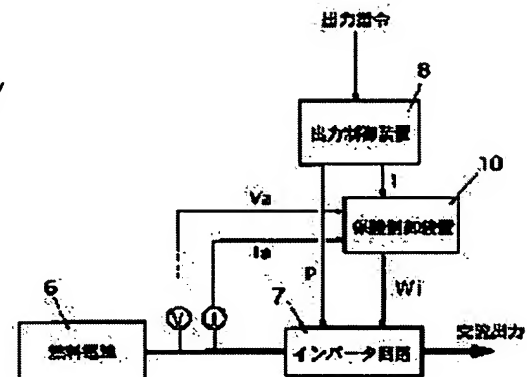 出力指令
8
出力制御装置
I
10
Va
保護制御装置
Ia
P
Wi
6
7
V
I
交流出力
燃料電池
インバータ回路